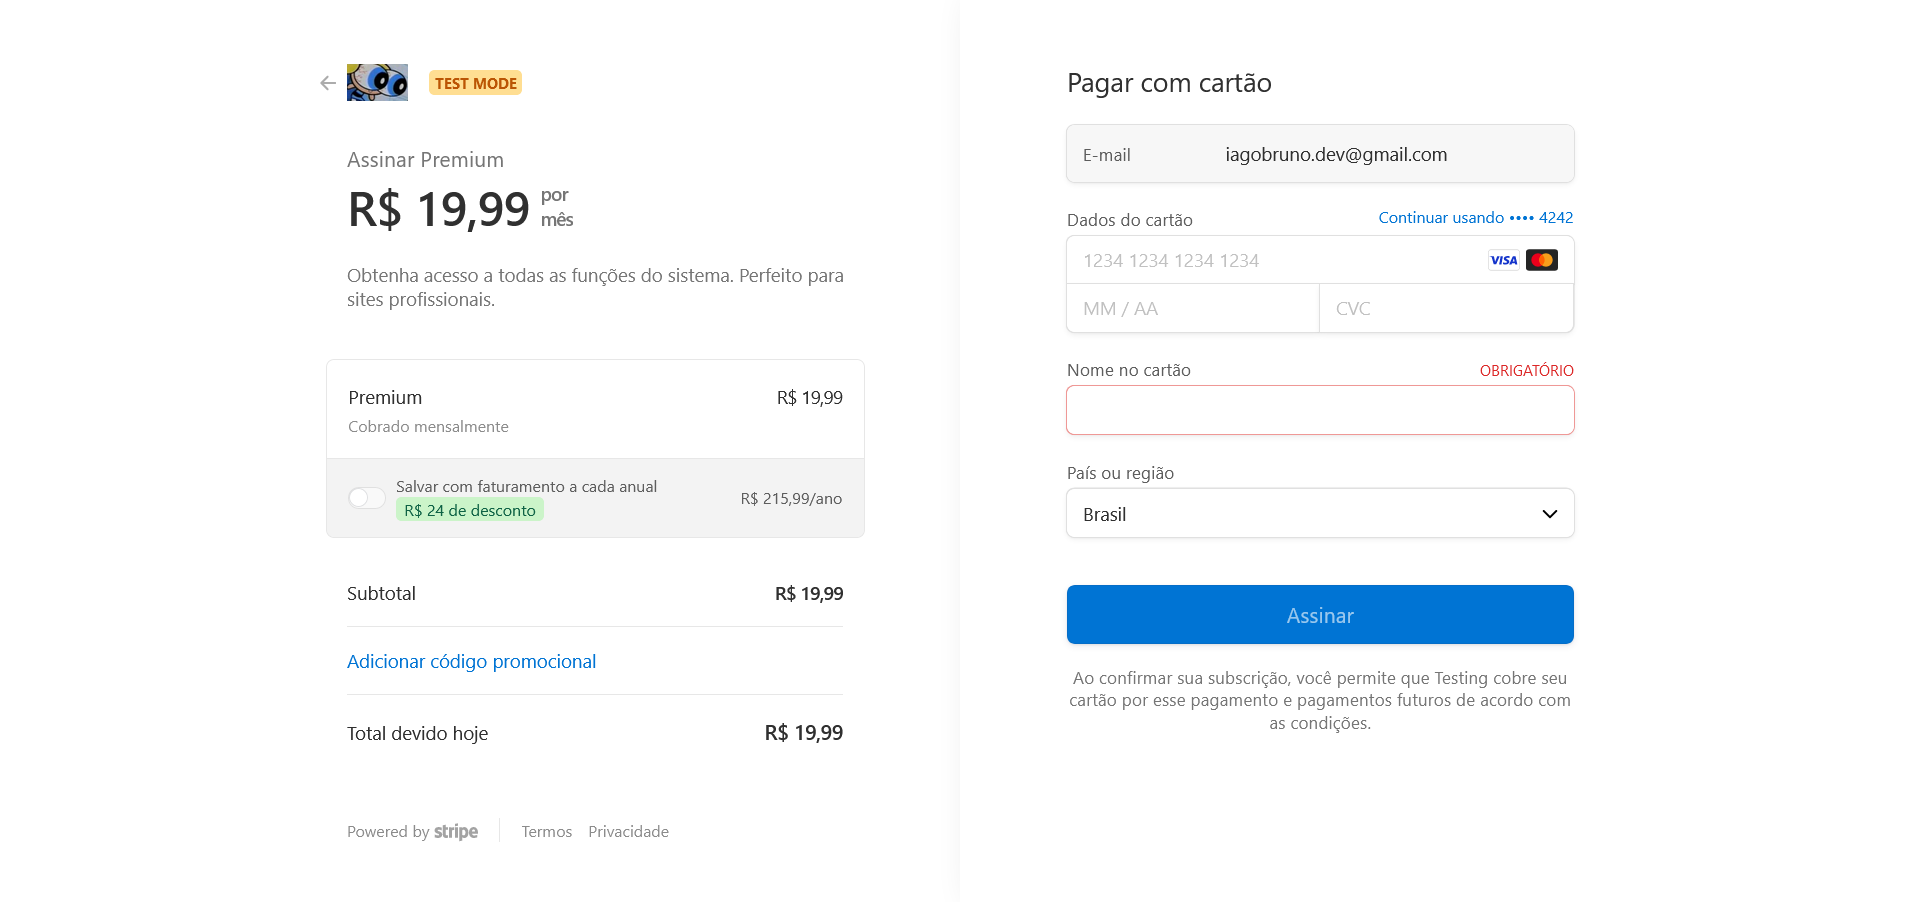 TEST MODE
Assinar Premium
R$ 19,99 por
mês
Obtenha acesso a todas as funções do sistema. Perfeito para
sites profissionais.
Premium R$ 19,99
Cobrado mensalmente
Salvar com faturamento a cada anual
R$ 24 de desconto
R$ 215,99/ano
Subtotal R$ 19,99
Adicionar código promocional
Total devido hoje R$ 19,99
Powered by stripe Termos Privacidade
Pagar com cartão
E-mail iagobruno.dev@gmail.com
Dados do cartão Continuar usando •••• 4242
1234 1234 1234 1234 VISA
MM / AA CVC
Nome no cartão OBRIGATÓRIO
País ou região
Brasil
Assinar
Ao confirmar sua subscrição, você permite que Testing cobre seu
cartão por esse pagamento e pagamentos futuros de acordo com
as condições.